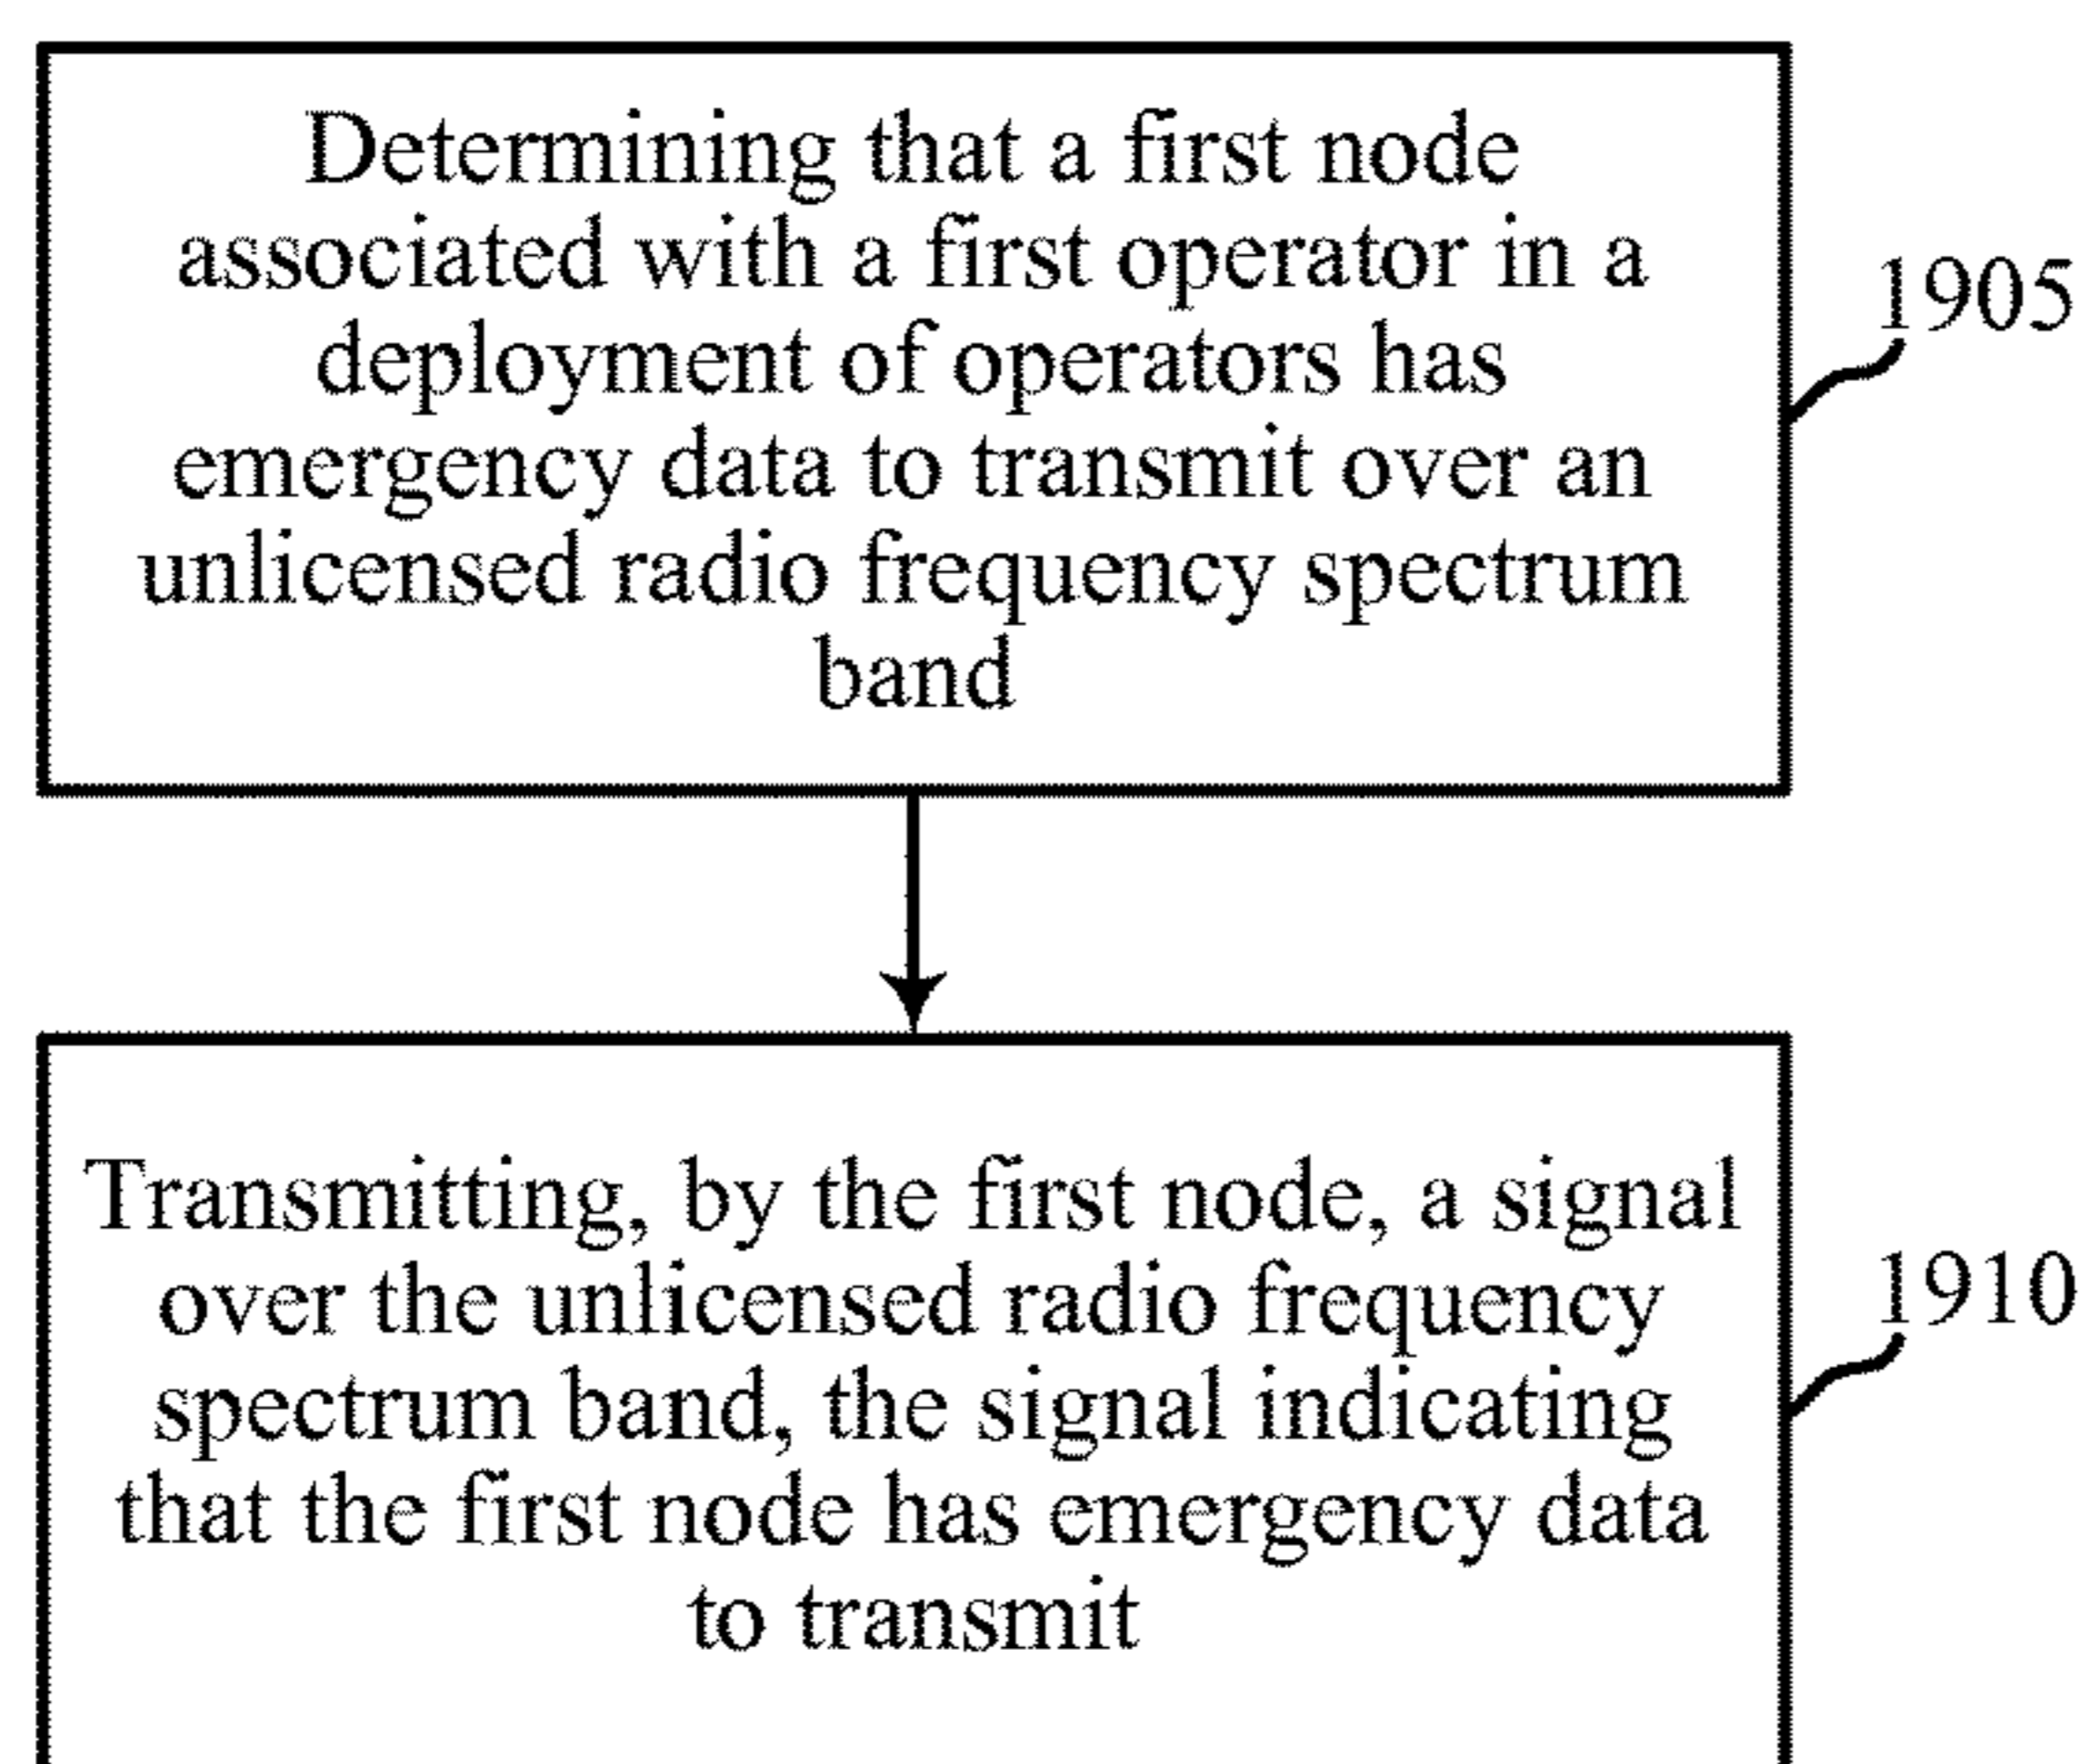 Determining that a first node
associated with a first operator in a
deployment of operators has
emergency data to transmit over an
unlicensed radio frequency spectrum
band
1905
Transmitting, by the first node, a signal
over the unlicensed radio frequency
spectrum band, the signal indicating
that the first node has emergency data
to transmit
1910